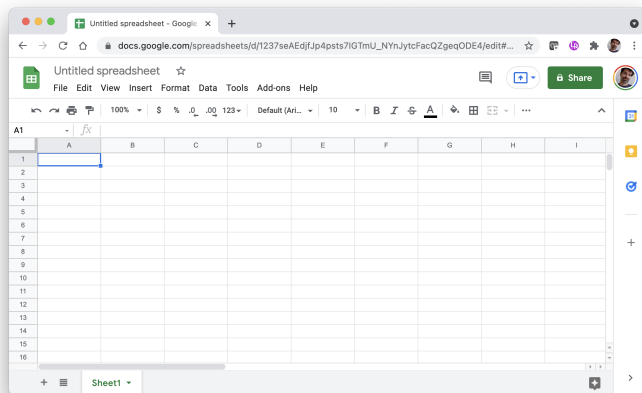 Untitled spreadsheet - Google
docs.google.com/spreadsheets/d/1237seAEdjfJp4psts7IGTmU_NYnJytcFacQZgeqODE4/edit#...
Untitled spreadsheet
File Edit View Insert Format Data Tools Add-ons Help
Share
100% $ % .0 .00 123 Default (Ari... 10 B I S A
A1 fx
A B C D E F G H I
1
2
3
4
5
6
7
8
9
10
11
12
13
14
15
16
Sheet1